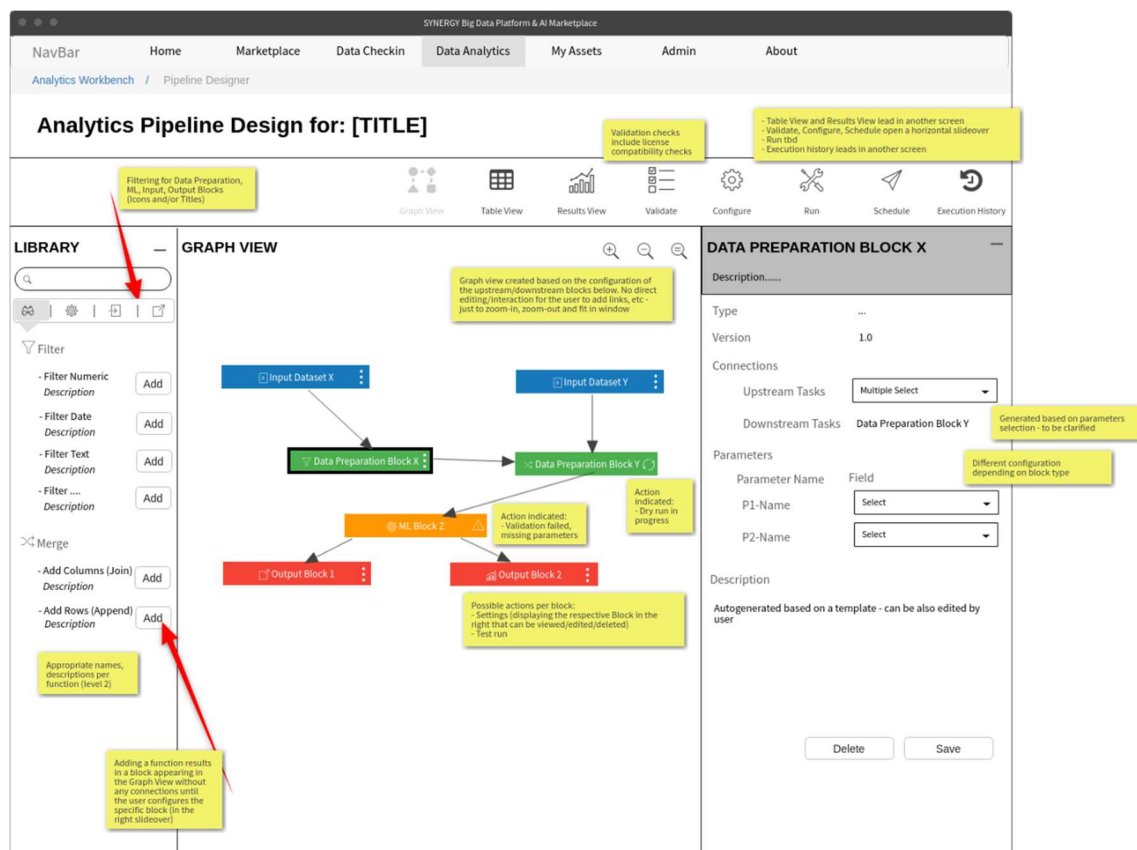 SYNERGY Big Data Platform & AI Marketplace
NavBar
Home
Marketplace
Data Checkin
Data Analytics
My Assets
Admin
About
Analytics Workbench / Pipeline Designer
Analytics Pipeline Design for: [TITLE]
Validation checks
include license
compatibility checks
- Table View and Results View lead in another screen
- Validate, Configure, Schedule open a horizontal slideover
- Run tbd
- Execution history leads in another screen
Filtering for Data Preparation,
ML, Input, Output Blocks
(Icons and/or Titles)
Graph View
Table View
Results View
Validate
Configure
Run
Schedule
Execution History
LIBRARY
Filter
- Filter Numeric
Description
Add
- Filter Date
Description
Add
- Filter Text
Description
Add
- Filter ....
Description
Add
Merge
- Add Columns (Join)
Description
Add
- Add Rows (Append)
Description
Add
Appropriate names,
descriptions per
function (level 2)
Adding a function results
in a block appearing in
the Graph View without
any connections until
the user configures the
specific block (in the
right slideover)
GRAPH VIEW
Graph view created based on the configuration of
the upstream/downstream blocks below. No direct
editing/interaction for the user to add links, etc -
just to zoom-in, zoom-out and fit in window
Input Dataset X
Input Dataset Y
Data Preparation Block X
Data Preparation Block Y
Action
indicated:
- Dry run in
progress
ML Block Z
Action indicated:
- Validation failed,
missing parameters
Output Block 1
Output Block 2
Possible actions per block:
- Settings (displaying the respective Block in the
right that can be viewed/edited/deleted)
- Test run
DATA PREPARATION BLOCK X
Description......
Type ...
Version 1.0
Connections
Upstream Tasks Multiple Select
Downstream Tasks Data Preparation Block Y
Generated based on parameters
selection - to be clarified
Parameters
Different configuration
depending on block type
Parameter Name Field
P1-Name Select
P2-Name Select
Description
Autogenerated based on a template - can be also edited by
user
Delete
Save